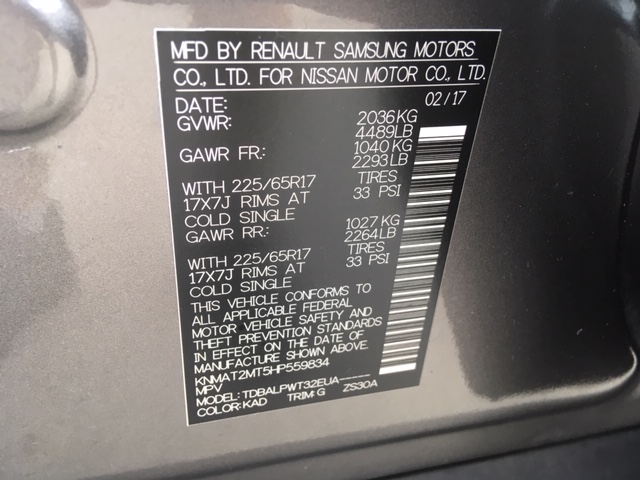 MFD BY RENAULT SAMSUNG MOTORS
CO., LTD. FOR NISSAN MOTOR CO., LTD.
DATE: 02/17
GVWR: 2036KG
4489LB
GAWR FR: 1040KG
2293LB
WITH 225/65R17 TIRES
17X7J RIMS AT 33 PSI
COLD SINGLE
GAWR RR: 1027KG
2264LB
WITH 225/65R17 TIRES
17X7J RIMS AT 33 PSI
COLD SINGLE
THIS VEHICLE CONFORMS TO
ALL APPLICABLE FEDERAL
MOTOR VEHICLE SAFETY AND
THEFT PREVENTION STANDARDS
IN EFFECT ON THE DATE OF
MANUFACTURE SHOWN ABOVE.
KNMAT2MT5HP559834
MPV
MODEL: TDBALPWT32EUA-----
COLOR: KAD TRIM: G ZS30A